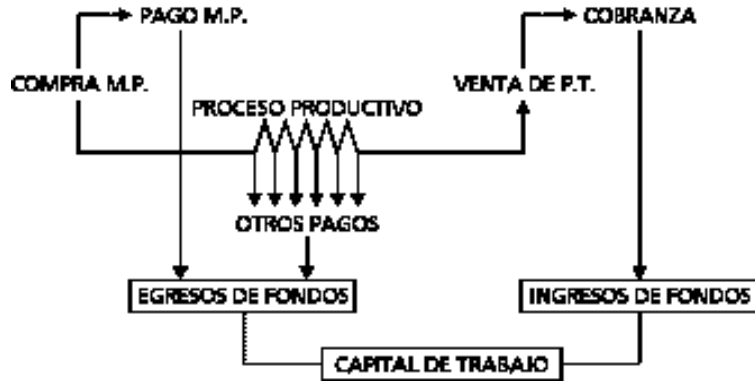 PAGO M.P.
COBRANZA
COMPRA M.P.
VENTA DE P.T.
PROCESO PRODUCTIVO
OTROS PAGOS
EGRESOS DE FONDOS
INGRESOS DE FONDOS
CAPITAL DE TRABAJO